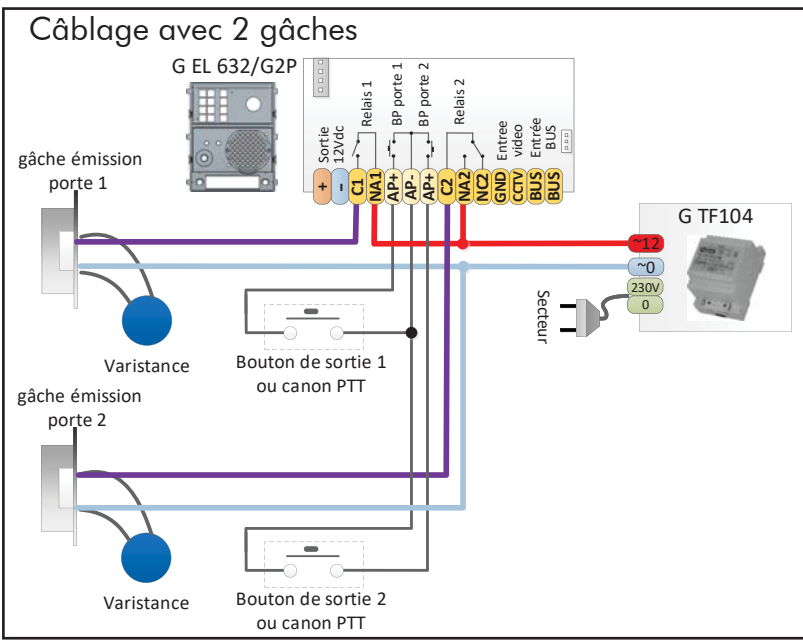 Câblage avec 2 gâches
G EL 632/G2P
Relais 1
BP porte 1
BP porte 2
Relais 2
Sortie
12Vdc
Entree
video
Entrée
BUS
+
-
C1
NA1
AP+
AP-
AP+
C2
NA2
NC2
GND
CCTV
BUS
BUS
gâche émission
porte 1
G TF104
~12
~0
230V
0
Secteur
Varistance
Bouton de sortie 1
ou canon PTT
gâche émission
porte 2
Varistance
Bouton de sortie 2
ou canon PTT